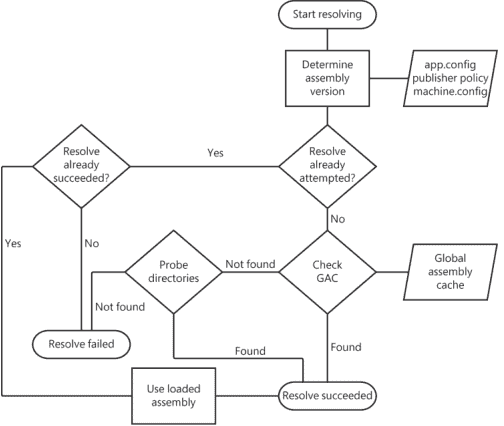 Start resolving
Determine
assembly
version
app.config
publisher policy
machine.config
Resolve
already
succeeded?
Yes
Resolve
already
attempted?
Yes
No
No
Probe
directories
Not found
Check
GAC
Global
assembly
cache
Not found
Resolve failed
Found
Found
Use loaded
assembly
Resolve succeeded